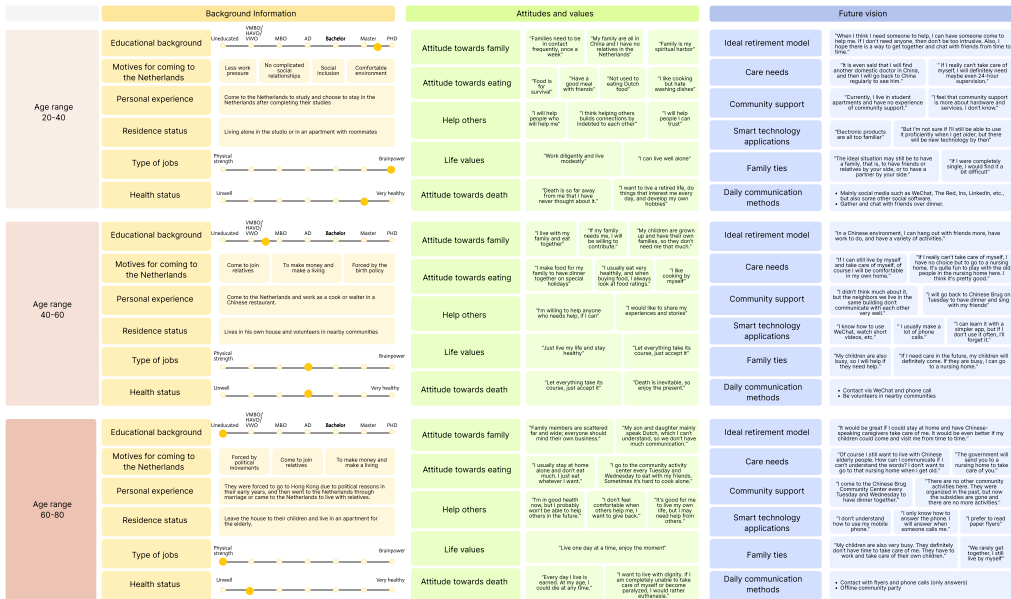 Background Information
Attitudes and values
Future vision
Age range
20-40
Educational background
Uneducated
VMBO/
HAVO/
VWO
MBO
AD
Bachelor
Master
PHD
Motives for coming to
the Netherlands
Less work
pressure
No complicated
social
relationships
Social
inclusion
Comfortable
environment
Personal experience
Come to the Netherlands to study and choose to stay in the
Netherlands after completing their studies
Residence status
Living alone in the studio or in an apartment with roommates
Type of jobs
Physical
strength
Brainpower
Health status
Unwell
Very healthy
Attitude towards family
"Families need to be
in contact
frequently, once a
week"
"My family are all in
China and I have no
relatives in the
Netherlands"
"Family is my
spiritual harbor"
Attitude towards eating
"Food is
for
survival"
"Have a
good meal
with friends"
"Not used to
eating Dutch
food"
"I like cooking
but hate
washing dishes"
Help others
"I will help
people who
will help me"
"I think helping others
builds connections by
indebted to each other"
"I will help
people I can
trust"
Life values
"Work diligently and live
modestly"
"I can live well alone"
Attitude towards death
"Death is so far away
from me that I have
never thought about it."
"I want to live a retired life, do
things that interest me every
day, and develop my own
hobbies"
Ideal retirement model
"When I think I need someone to help, I can have someone come to
help me. If I don't need anyone, then don't be too intrusive. Also, I
hope there is a way to get together and chat with friends from time to
time."
Care needs
"It is even said that I will find
another domestic doctor in China,
and then I will go back to China
regularly to see him."
" If I really can't take care of
myself, I will definitely need
maybe even 24-hour
supervision."
Community support
"Currently, I live in student
apartments and have no experience
of community support."
"I feel that community support
is more about hardware and
services. I don't know."
Smart technology
applications
"Electronic products
are all too familiar"
"But I'm not sure if I'll still be able to use
it proficiently when I get older, but there
will be new technology by then"
Family ties
"The ideal situation may still be to have
a family, that is, to have friends or
relatives by your side, or to have a
partner by your side."
"If I were
completely single,
I would find it a
bit difficult"
Daily communication
methods
• Mainly social media such as WeChat, The Red, Ins, LinkedIn, etc.,
but also some other social software.
• Gather and chat with friends over dinner.
Age range
40-60
Educational background
Uneducated
VMBO/
HAVO/
VWO
MBO
AD
Bachelor
Master
PHD
Motives for coming to
the Netherlands
Come to join
relatives
To make money and
make a living
Forced by the
birth policy
Personal experience
Come to the Netherlands and work as a cook or waiter in a
Chinese restaurant.
Residence status
Lives in his own house and volunteers in nearby communities
Type of jobs
Physical
strength
Brainpower
Health status
Unwell
Very healthy
Attitude towards family
"I live with my
family and eat
together"
"If my family
needs me, I will
be willing to
contribute."
"My children are grown
up and have their own
families, so they don't
need me that much."
Attitude towards eating
"I make food for my
family to have dinner
together on special
holidays"
"I usually eat very
healthily, and when
buying food, I always
look at food ratings."
"I like
cooking by
myself"
Help others
"I'm willing to help anyone
who needs help, if I can"
"I would like to share my
experiences and stories"
Life values
"Just live my life and stay
healthy"
"Let everything take its
course, just accept it"
Attitude towards death
"Let everything take its
course, just accept it"
"Death is inevitable, so
enjoy the present."
Ideal retirement model
"In a Chinese environment, I can hang out with friends more,
have work to do, and have a variety of activities."
Care needs
"If I can still live by myself
and take care of myself, of
course I will be comfortable
in my own home."
"If I really can't take care of myself, I
have no choice but to go to a nursing
home. It's quite fun to play with the old
people in the nursing home here. I
think it's pretty good."
Community support
"I didn't think much about it,
but the neighbors we live in the
same building don't
communicate with each other
very well."
"I will go back to Chinese Brug on
Tuesday to have dinner and sing
with my friends"
Smart technology
applications
"I know how to use
WeChat, watch short
videos, etc."
" I usually make a
lot of phone
calls."
"I can learn it with a
simpler app, but if I
don't use it often, I'll
forget it."
Family ties
"My children are also
busy, so I will help if
they need help."
"If I need care in the future, my children will
definitely come. If they are busy, I can go
to a nursing home."
Daily communication
methods
• Contact via WeChat and phone call
• Be volunteers in nearby communities
Age range
60-80
Educational background
Uneducated
VMBO/
HAVO/
VWO
MBO
AD
Bachelor
Master
PHD
Motives for coming to
the Netherlands
Forced by
political
movements
Come to join
relatives
To make money and
make a living
Personal experience
They were forced to go to Hong Kong due to political reasons in
their early years, and then went to the Netherlands through
marriage or came to the Netherlands to live with relatives.
Residence status
Leave the house to their children and live in an apartment for
the elderly.
Type of jobs
Physical
strength
Brainpower
Health status
Unwell
Very healthy
Attitude towards family
"Family members are scattered
far and wide; everyone should
mind their own business."
"My son and daughter mainly
speak Dutch, which I can't
understand, so we don't have
much communication."
Attitude towards eating
"I usually stay at home
alone and don't eat
much, I just eat
whatever I want."
"I go to the community activity
center every Tuesday and
Wednesday to eat with my friends.
Sometimes it's hard to cook alone."
Help others
"I'm in good health
now, but I probably
won't be able to help
others in the future."
"I don't feel
comfortable when
others help me, I
want to give back."
"It's good for me
to live my own
life, but I may
need help from
others."
Life values
"Live one day at a time, enjoy the moment"
Attitude towards death
"Every day I live is
earned. At my age, I
could die at any time."
"I want to live with dignity. If I am
completely unable to take
care of myself or become
paralyzed, I would rather
euthanasia."
Ideal retirement model
"It would be great if I could stay at home and have Chinese-
speaking caregivers take care of me. It would be even better if my
children could come and visit me from time to time."
Care needs
"Of course I still want to live with Chinese
elderly people. How can I communicate if I
can't understand the words? I don't want to
go to that nursing home when I get old."
"The government will
send you to a
nursing home to
take care of you."
Community support
"I come to the Chinese Brug
Community Center every
Tuesday and Wednesday to
have dinner together."
"There are no other community
activities here. They were
organized in the past, but now
the subsidies are gone and
there are no more activities."
Smart technology
applications
"I don't understand
how to use my mobile
phone."
"I only know how to
answer the phone. I
will answer when
someone calls me."
"I prefer to read
paper flyers"
Family ties
"My children are also very busy. They definitely
don't have time to take care of me. They have to
work and take care of their own children."
"We rarely get
together, I still
live by myself"
Daily communication
methods
• Contact with flyers and phone calls (only answers)
• Offline community party